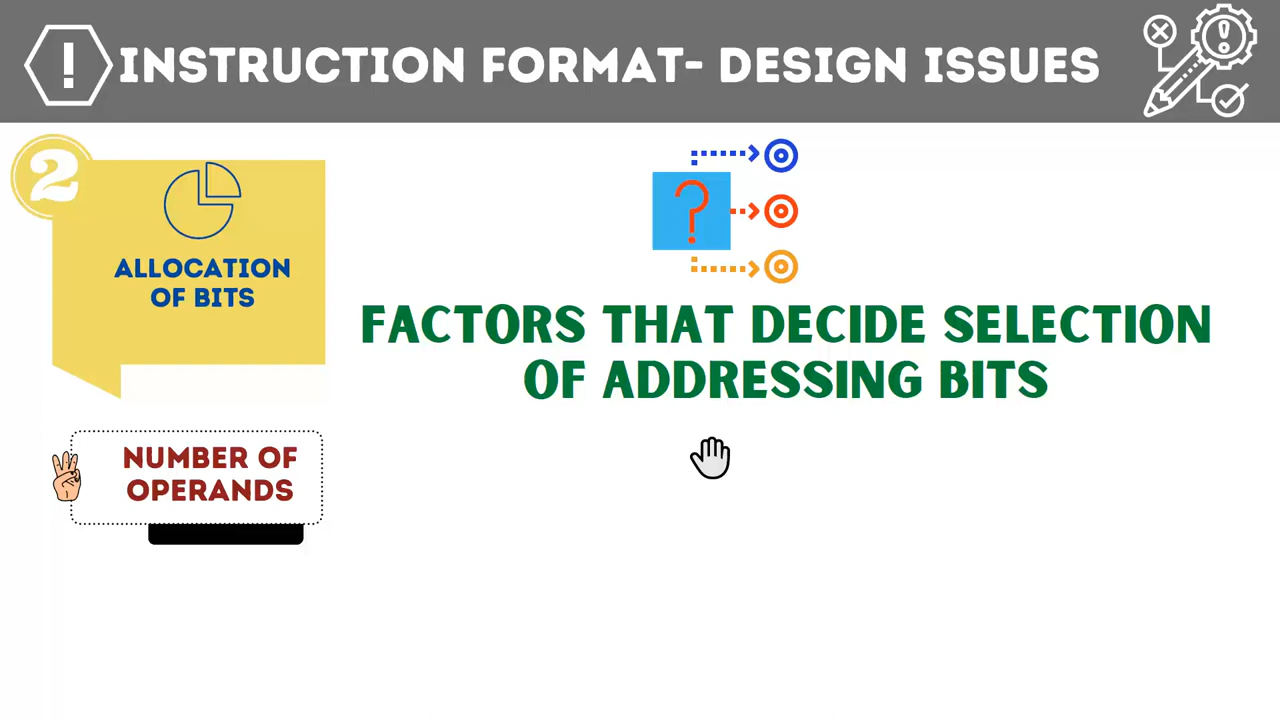 INSTRUCTION FORMAT- DESIGN ISSUES
2
ALLOCATION
OF BITS
?
FACTORS THAT DECIDE SELECTION
OF ADDRESSING BITS
NUMBER OF
OPERANDS